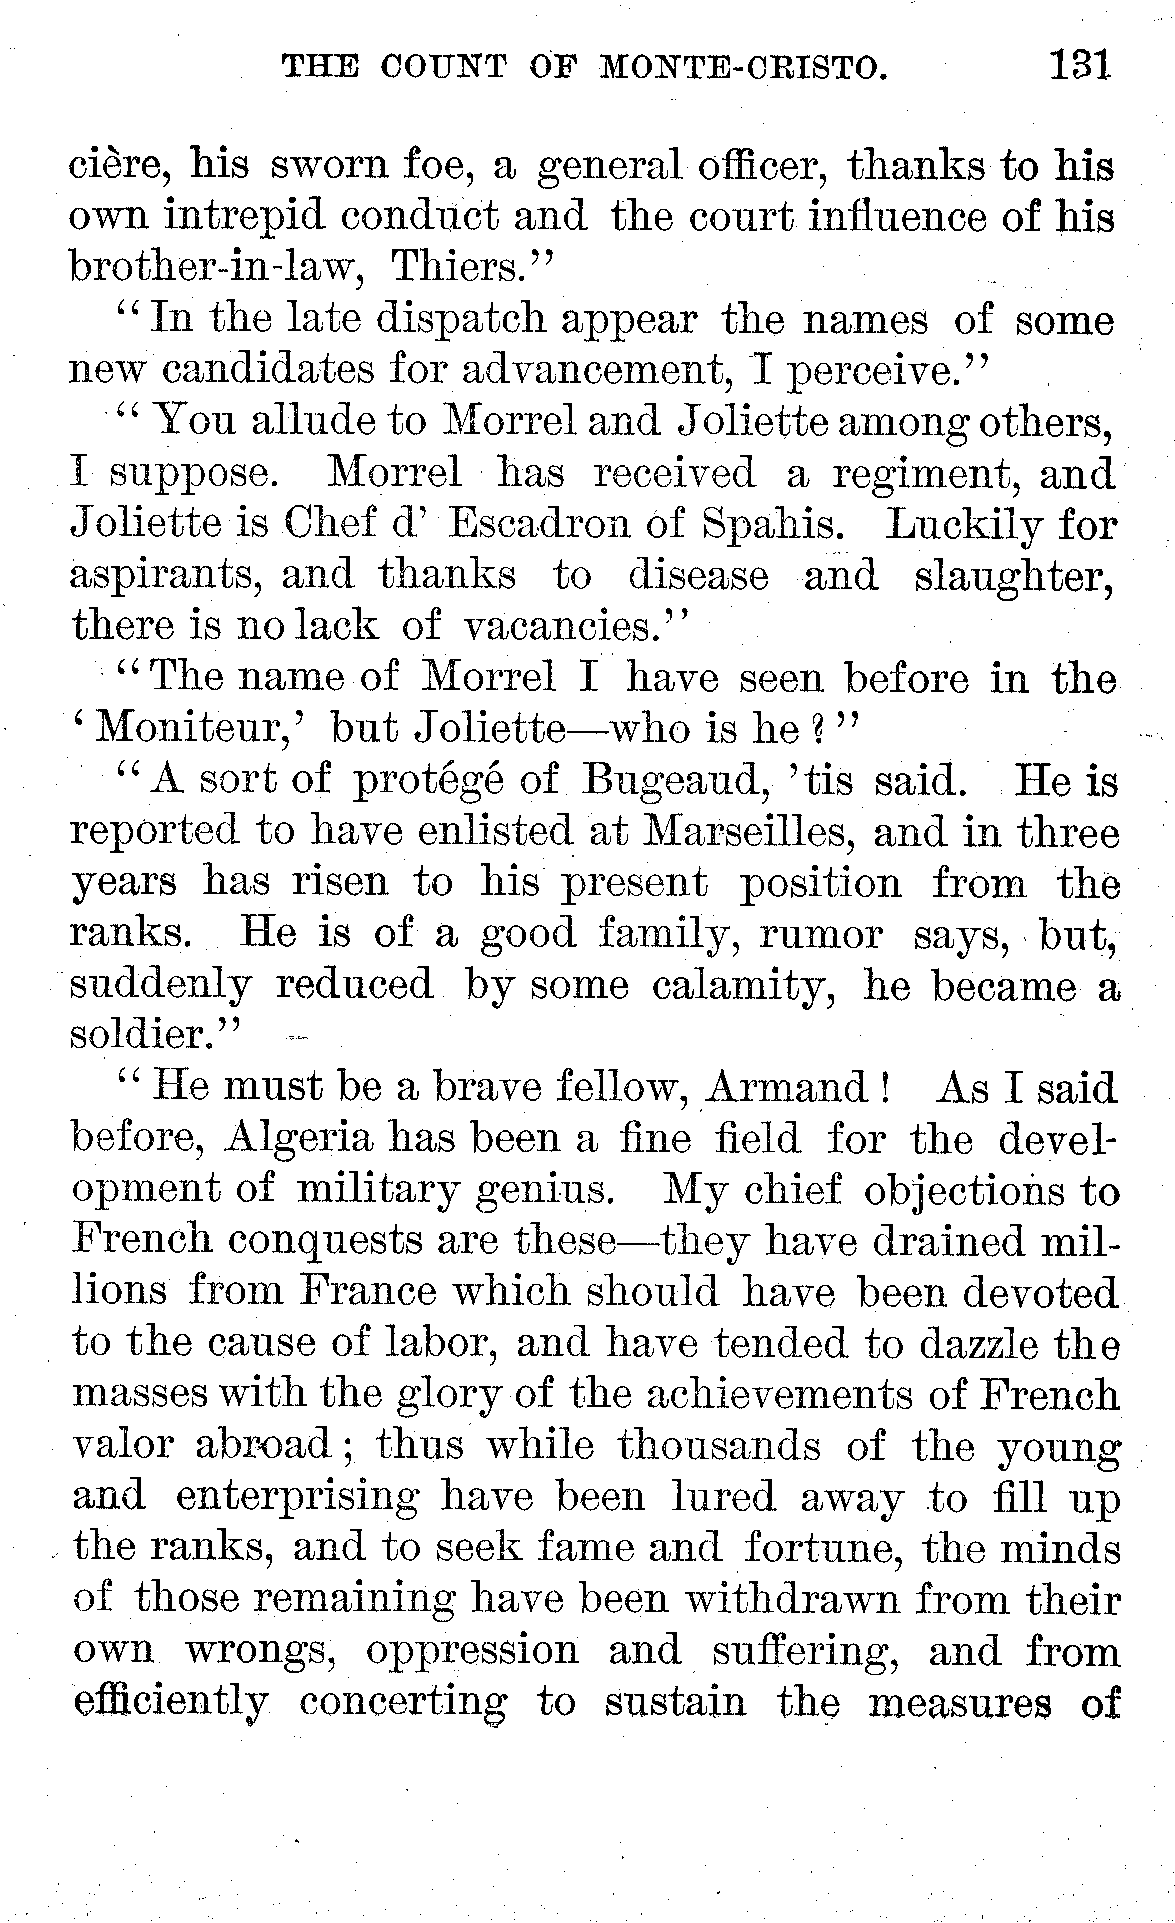 THE COUNT OF MONTE-CRISTO. 131
cière, his sworn foe, a general officer, thanks to his
own intrepid conduct and the court influence of his
brother-in-law, Thiers."
"In the late dispatch appear the names of some
new candidates for advancement, I perceive."
"You allude to Morrel and Joliette among others,
I suppose. Morrel has received a regiment, and
Joliette is Chef d' Escadron of Spahis. Luckily for
aspirants, and thanks to disease and slaughter,
there is no lack of vacancies."
"The name of Morrel I have seen before in the
'Moniteur,' but Joliette—who is he?"
"A sort of protégé of Bugeaud, 'tis said. He is
reported to have enlisted at Marseilles, and in three
years has risen to his present position from the
ranks. He is of a good family, rumor says, but,
suddenly reduced by some calamity, he became a
soldier."
"He must be a brave fellow, Armand! As I said
before, Algeria has been a fine field for the devel-
opment of military genius. My chief objections to
French conquests are these—they have drained mil-
lions from France which should have been devoted
to the cause of labor, and have tended to dazzle the
masses with the glory of the achievements of French
valor abroad; thus while thousands of the young
and enterprising have been lured away to fill up
the ranks, and to seek fame and fortune, the minds
of those remaining have been withdrawn from their
own wrongs, oppression and suffering, and from
efficiently concerting to sustain the measures of